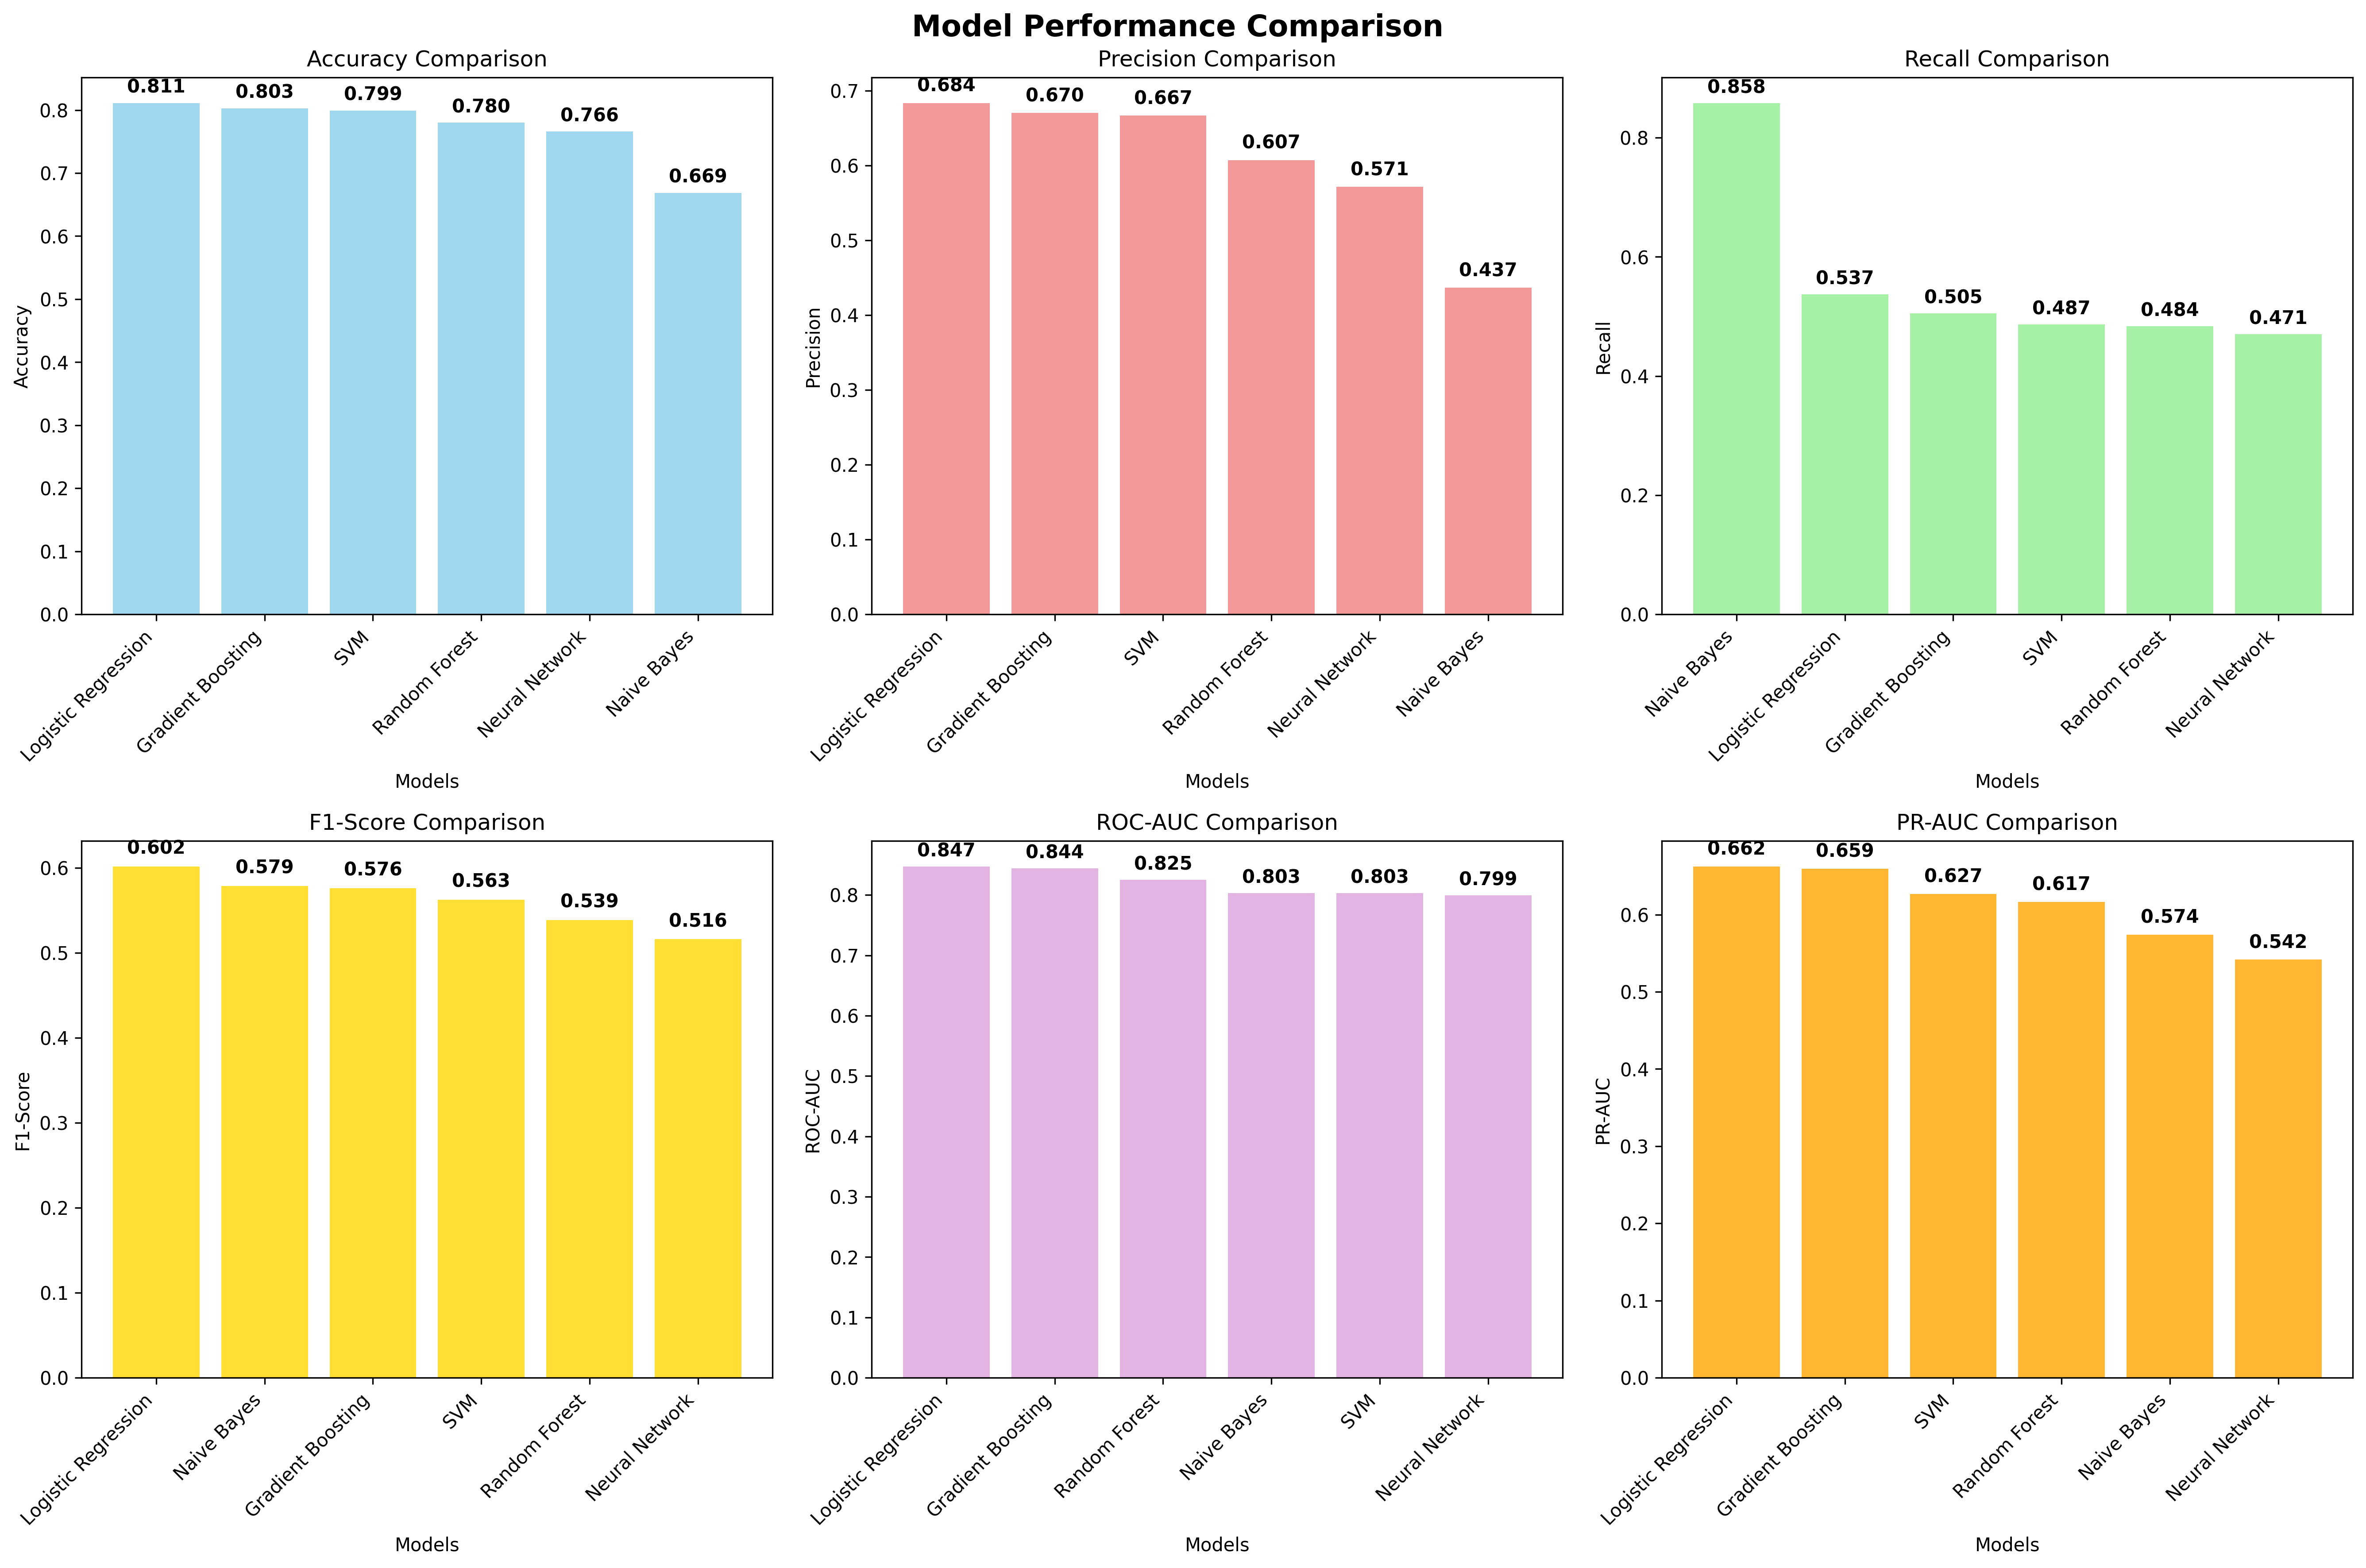 Model Performance Comparison
Accuracy Comparison
Accuracy
0.8
0.7
0.6
0.5
0.4
0.3
0.2
0.1
0.0
0.811
0.803
0.799
0.780
0.766
0.669
Logistic Regression
Gradient Boosting
SVM
Random Forest
Neural Network
Naive Bayes
Models
Precision Comparison
Precision
0.7
0.6
0.5
0.4
0.3
0.2
0.1
0.0
0.684
0.670
0.667
0.607
0.571
0.437
Logistic Regression
Gradient Boosting
SVM
Random Forest
Neural Network
Naive Bayes
Models
Recall Comparison
Recall
0.8
0.6
0.4
0.2
0.0
0.858
0.537
0.505
0.487
0.484
0.471
Naive Bayes
Logistic Regression
Gradient Boosting
SVM
Random Forest
Neural Network
Models
F1-Score Comparison
F1-Score
0.6
0.5
0.4
0.3
0.2
0.1
0.0
0.602
0.579
0.576
0.563
0.539
0.516
Logistic Regression
Naive Bayes
Gradient Boosting
SVM
Random Forest
Neural Network
Models
ROC-AUC Comparison
ROC-AUC
0.8
0.7
0.6
0.5
0.4
0.3
0.2
0.1
0.0
0.847
0.844
0.825
0.803
0.803
0.799
Logistic Regression
Gradient Boosting
Random Forest
Naive Bayes
SVM
Neural Network
Models
PR-AUC Comparison
PR-AUC
0.6
0.5
0.4
0.3
0.2
0.1
0.0
0.662
0.659
0.627
0.617
0.574
0.542
Logistic Regression
Gradient Boosting
SVM
Random Forest
Naive Bayes
Neural Network
Models